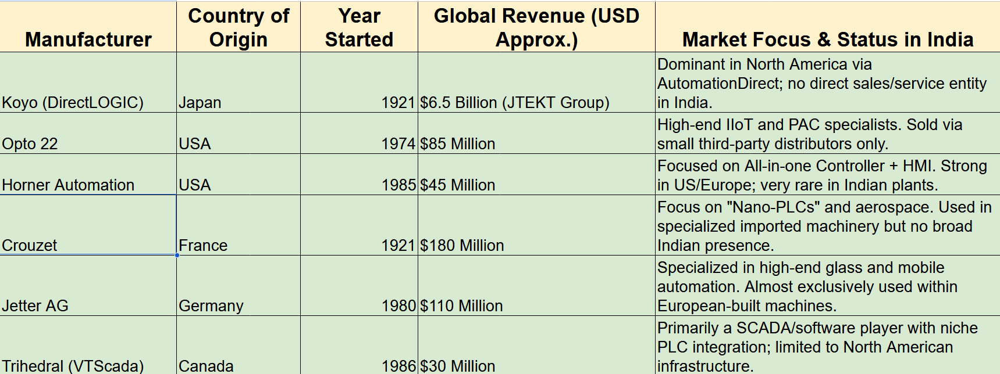 Manufacturer
Country of
Origin
Year
Started
Global Revenue (USD
Approx.)
Market Focus & Status in India
Koyo (DirectLOGIC)
Japan
1921
$6.5 Billion (JTEKT Group)
Dominant in North America via
AutomationDirect; no direct sales/service entity
in India.
Opto 22
USA
1974
$85 Million
High-end IIoT and PAC specialists. Sold via
small third-party distributors only.
Horner Automation
USA
1985
$45 Million
Focused on All-in-one Controller + HMI. Strong
in US/Europe; very rare in Indian plants.
Crouzet
France
1921
$180 Million
Focus on "Nano-PLCs" and aerospace. Used in
specialized imported machinery but no broad
Indian presence.
Jetter AG
Germany
1980
$110 Million
Specialized in high-end glass and mobile
automation. Almost exclusively used within
European-built machines.
Trihedral (VTScada)
Canada
1986
$30 Million
Primarily a SCADA/software player with niche
PLC integration; limited to North American
infrastructure.